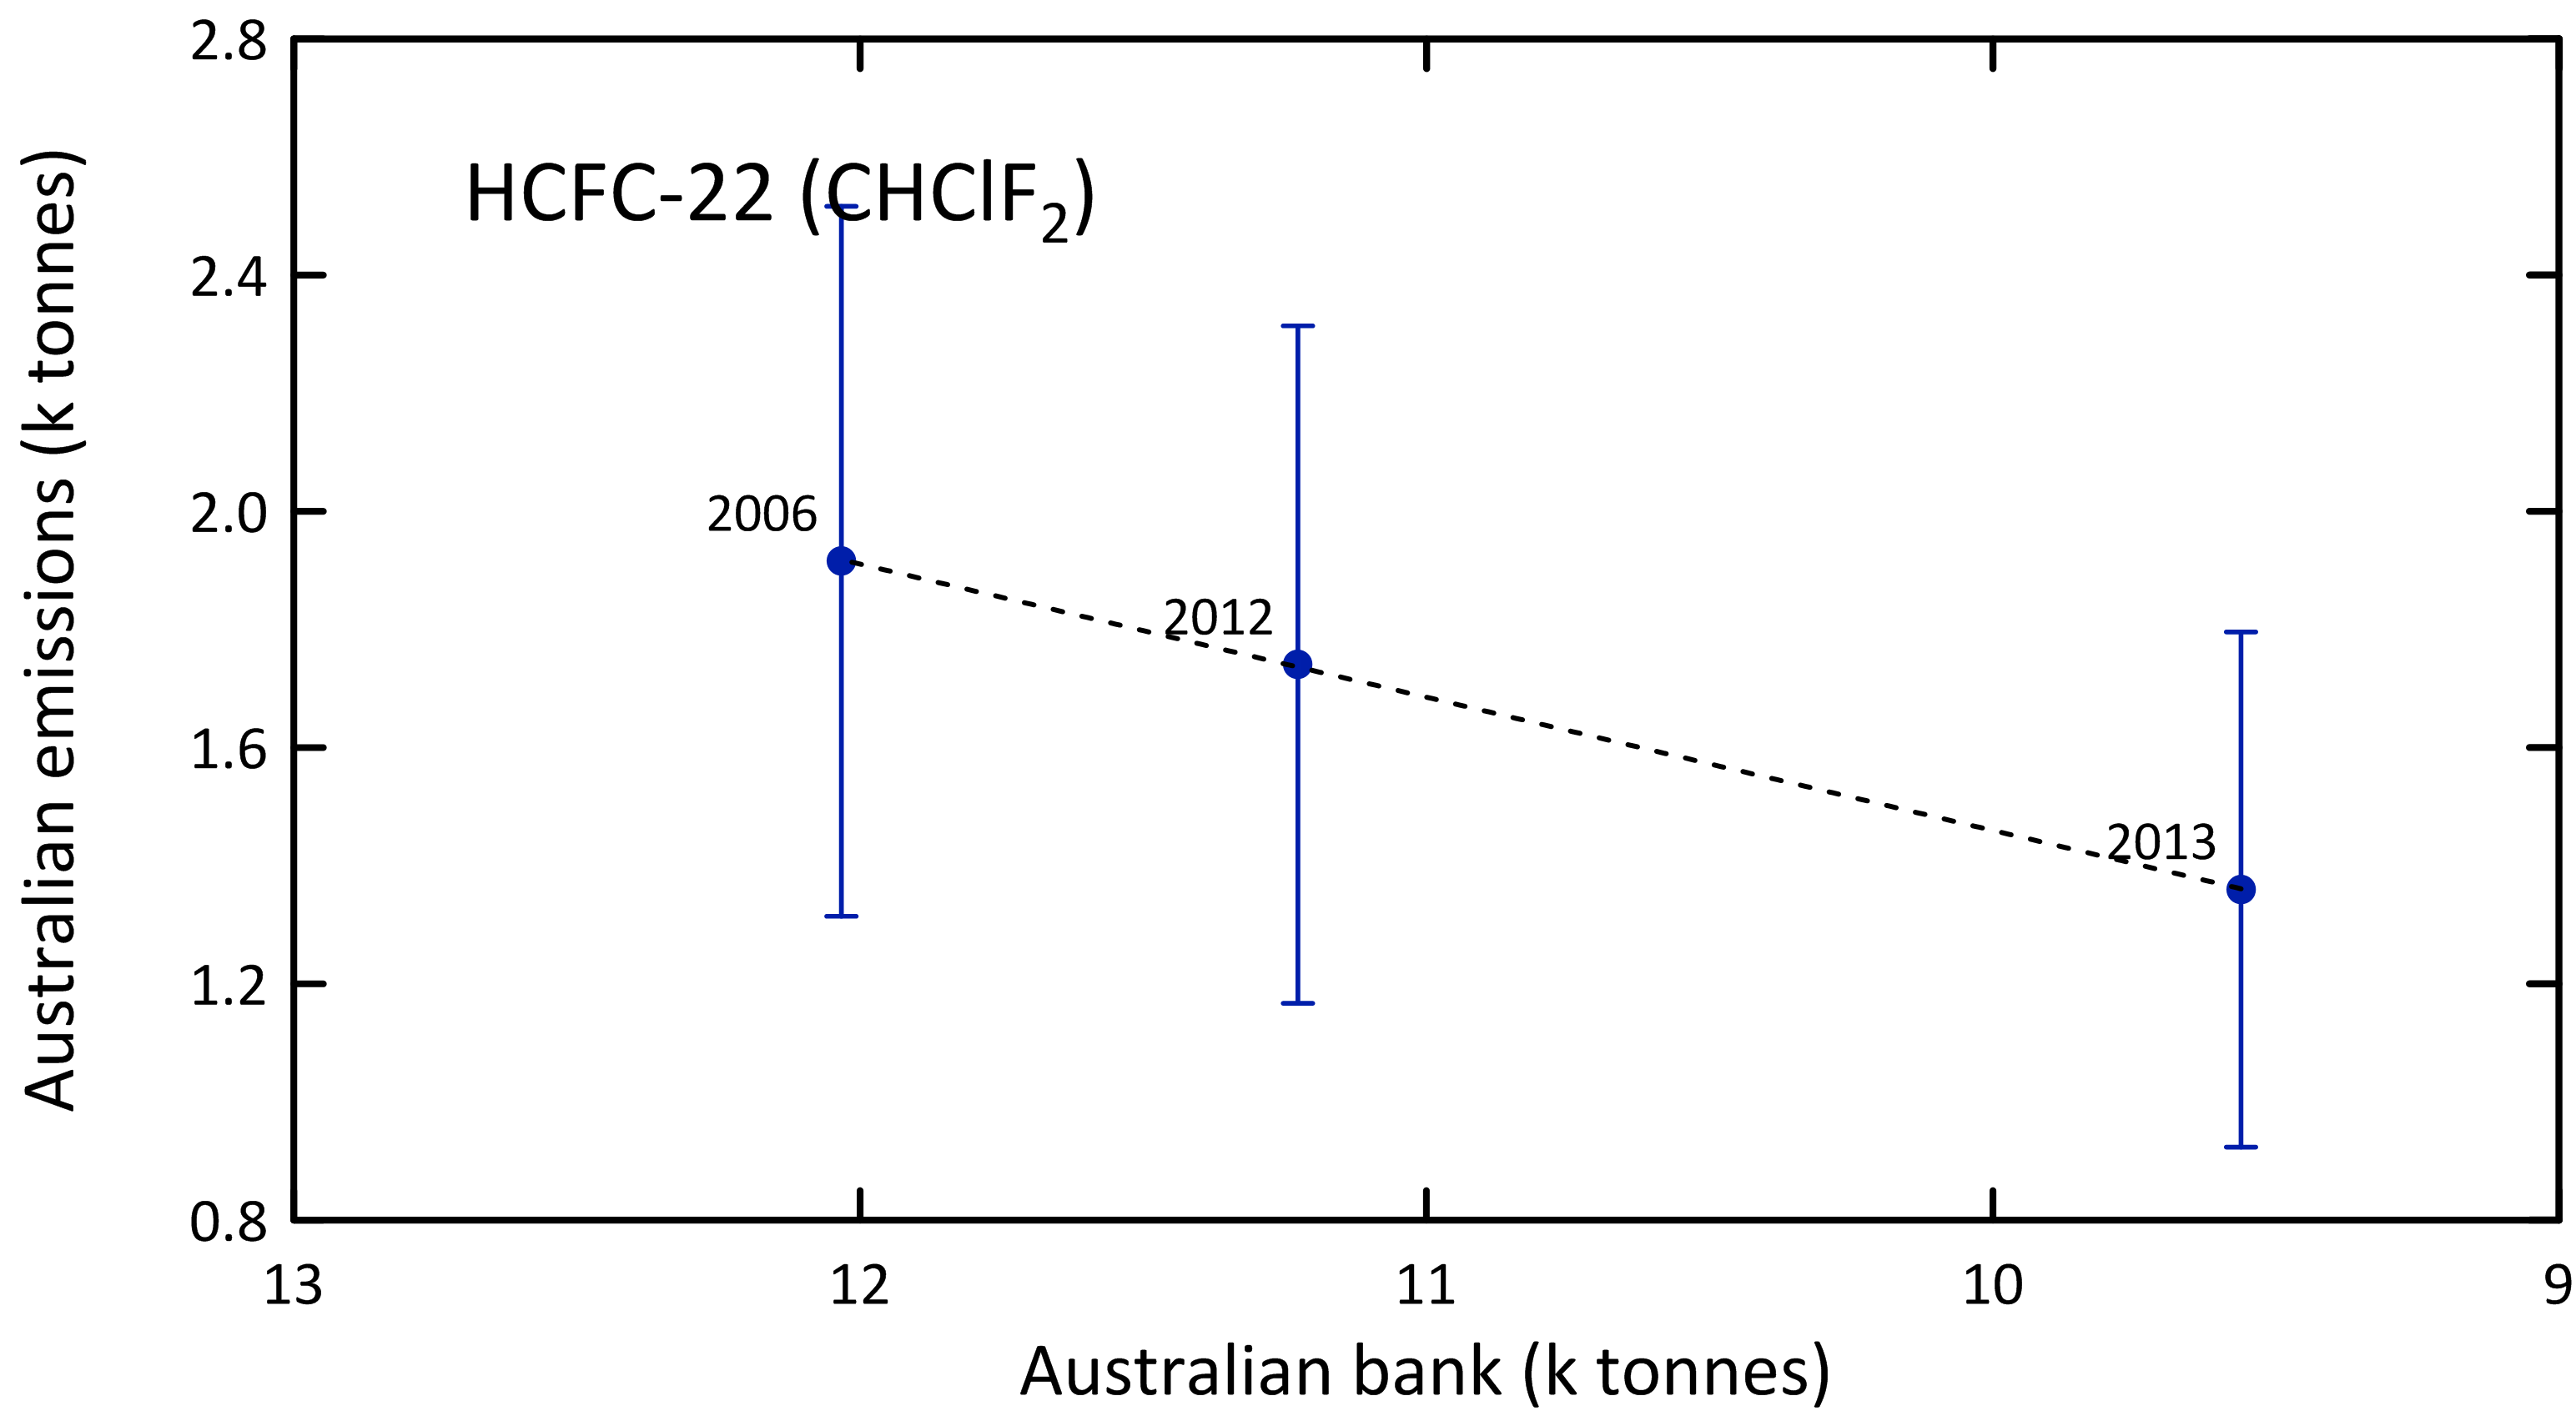 2.8
HCFC-22 (CHClF₂)
2.4
2006
2.0
2012
1.6
2013
1.2
0.8
13 12 11 10 9
Australian bank (k tonnes)
Australian emissions (k tonnes)